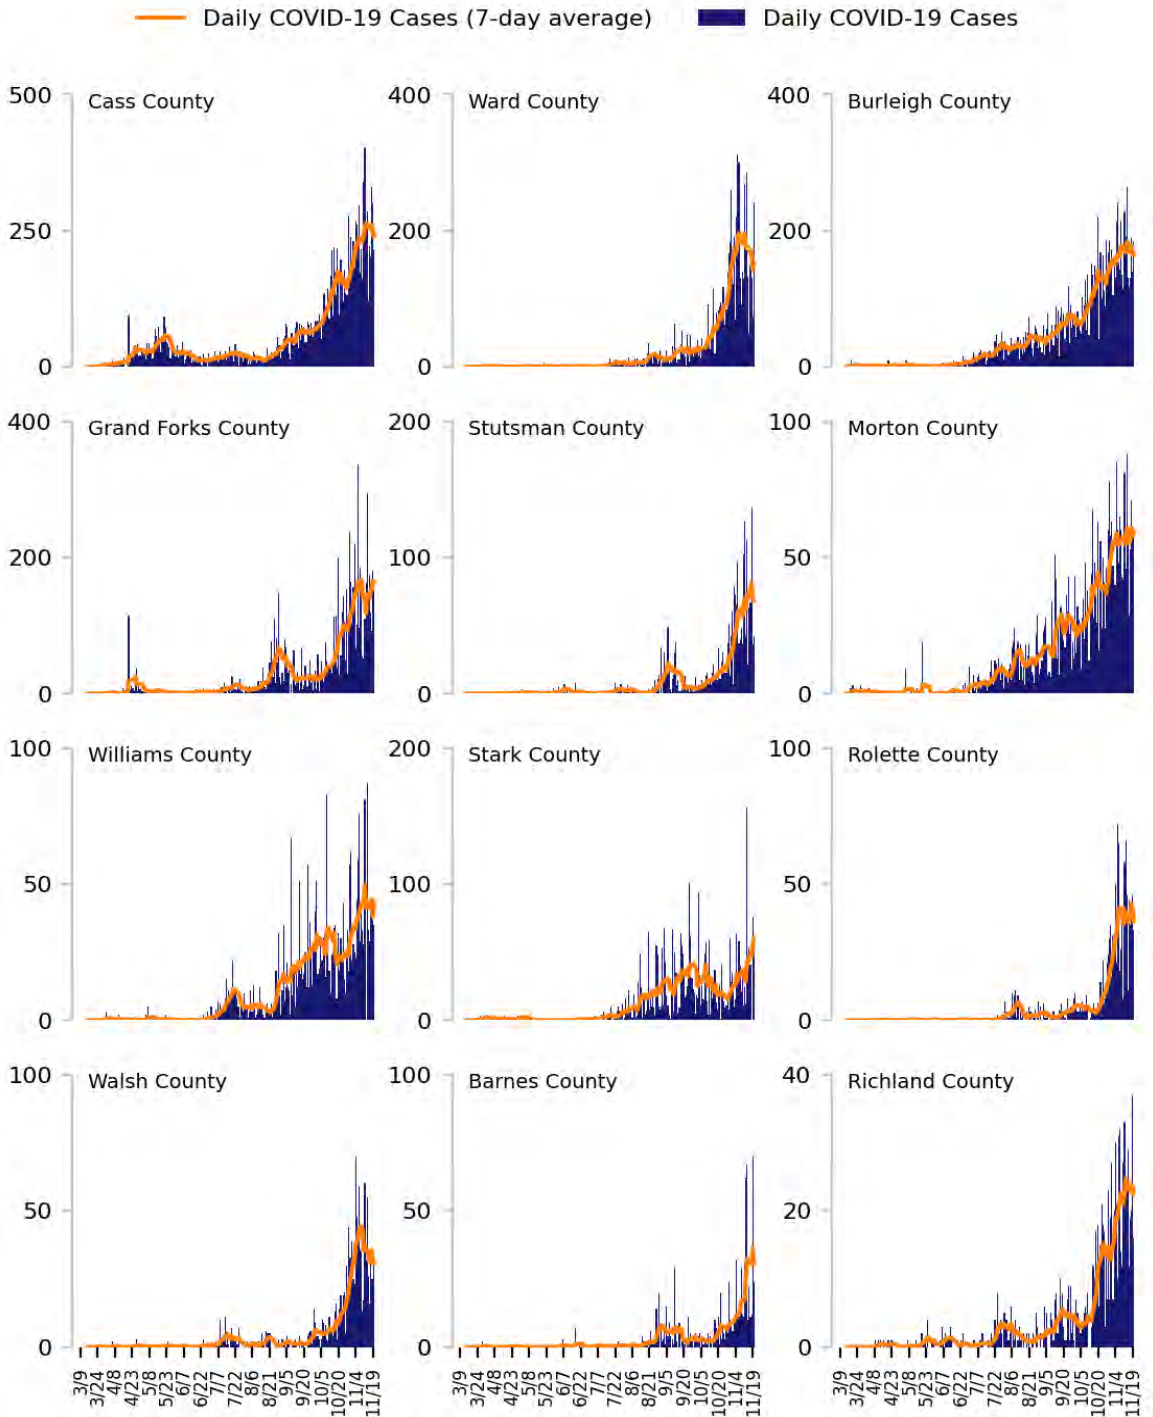 Daily COVID-19 Cases (7-day average) Daily COVID-19 Cases
500 Cass County 400 Ward County 400 Burleigh County
250 200 200
0 0 0
400 Grand Forks County 200 Stutsman County 100 Morton County
200 100 50
0 0 0
100 Williams County 200 Stark County 100 Rolette County
50 100 50
0 0 0
100 Walsh County 100 Barnes County 40 Richland County
50 50 20
0 0 0
3/9 3/24 4/8 4/23 5/8 5/23 6/7 6/22 7/7 7/22 8/6 8/21 9/5 9/20 10/5 10/20 11/4 11/19 3/9 3/24 4/8 4/23 5/8 5/23 6/7 6/22 7/7 7/22 8/6 8/21 9/5 9/20 10/5 10/20 11/4 11/19 3/9 3/24 4/8 4/23 5/8 5/23 6/7 6/22 7/7 7/22 8/6 8/21 9/5 9/20 10/5 10/20 11/4 11/19